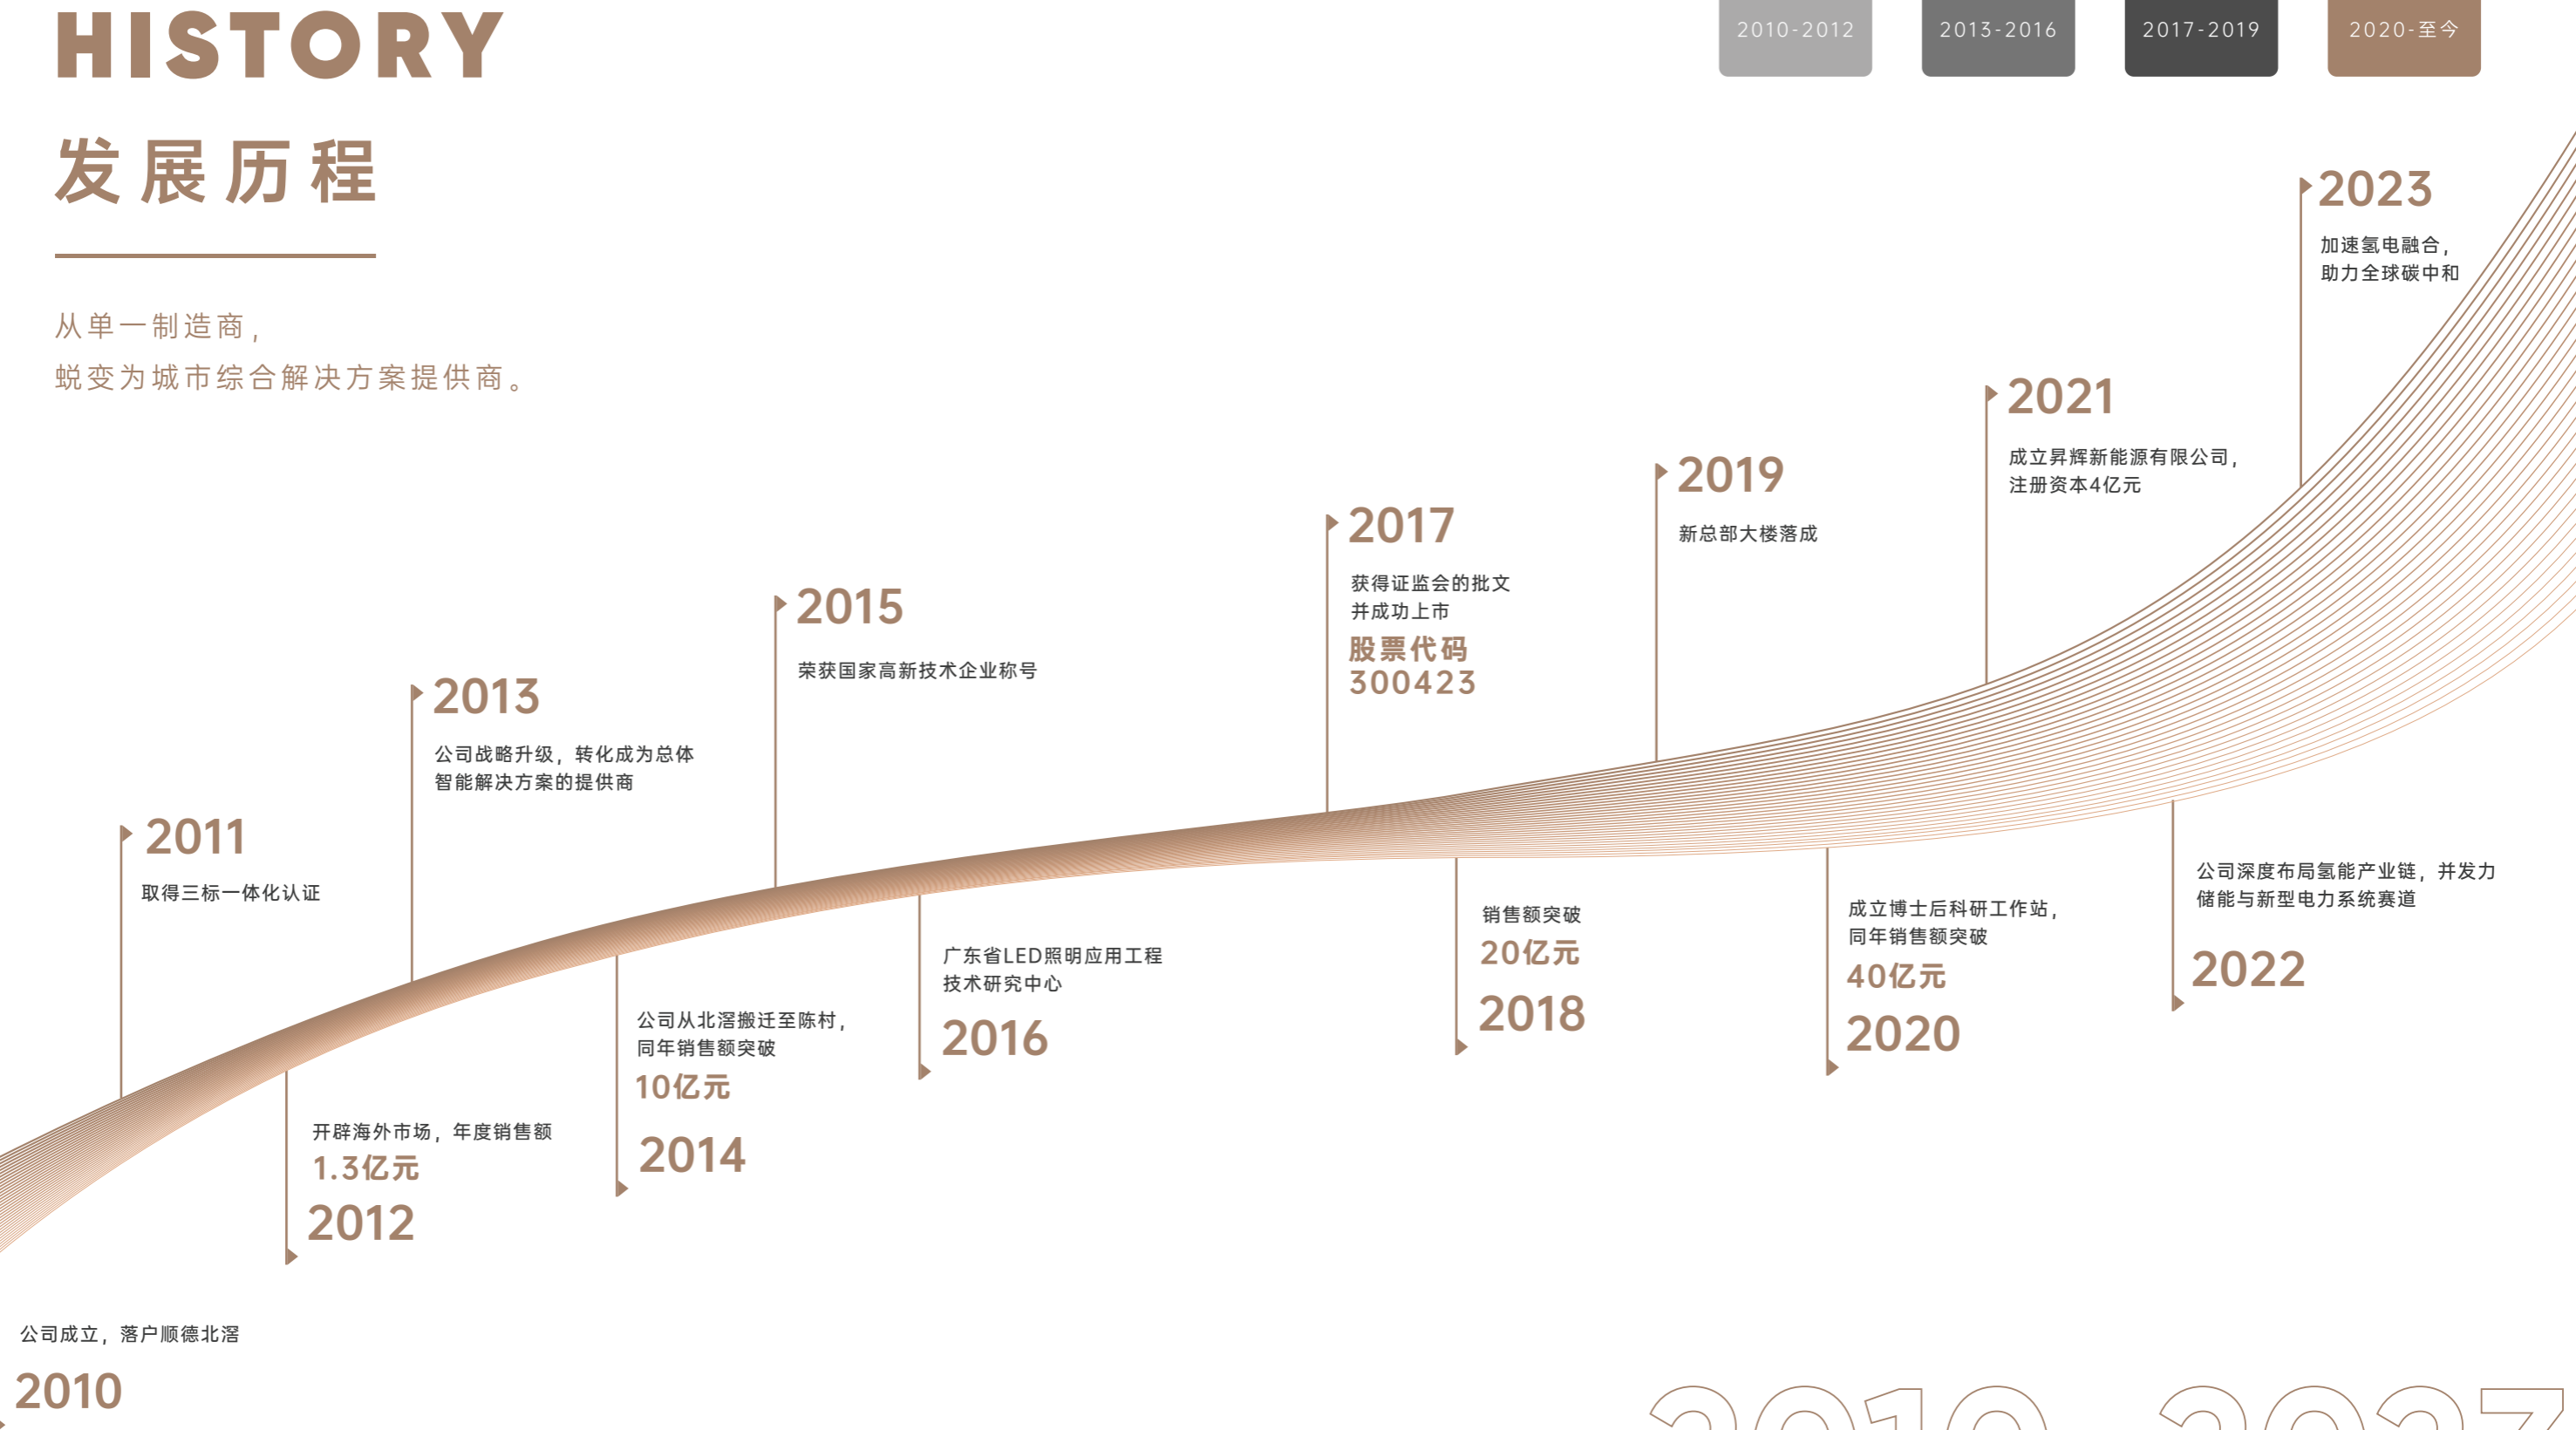 HISTORY
2010-2012
2013-2016
2017-2019
2020-至今
发展历程
从单一制造商，
蜕变为城市综合解决方案提供商。
2010
公司成立，落户顺德北滘
2011
取得三标一体化认证
开辟海外市场，年度销售额
1.3亿元
2012
2013
公司战略升级，转化成为总体
智能解决方案的提供商
公司从北滘搬迁至陈村，
同年销售额突破
10亿元
2014
2015
荣获国家高新技术企业称号
广东省LED照明应用工程
技术研究中心
2016
2017
获得证监会的批文
并成功上市
股票代码
300423
销售额突破
20亿元
2018
2019
新总部大楼落成
成立博士后科研工作站，
同年销售额突破
40亿元
2020
2021
成立昇辉新能源有限公司，
注册资本4亿元
公司深度布局氢能产业链，并发力
储能与新型电力系统赛道
2022
2023
加速氢电融合，
助力全球碳中和